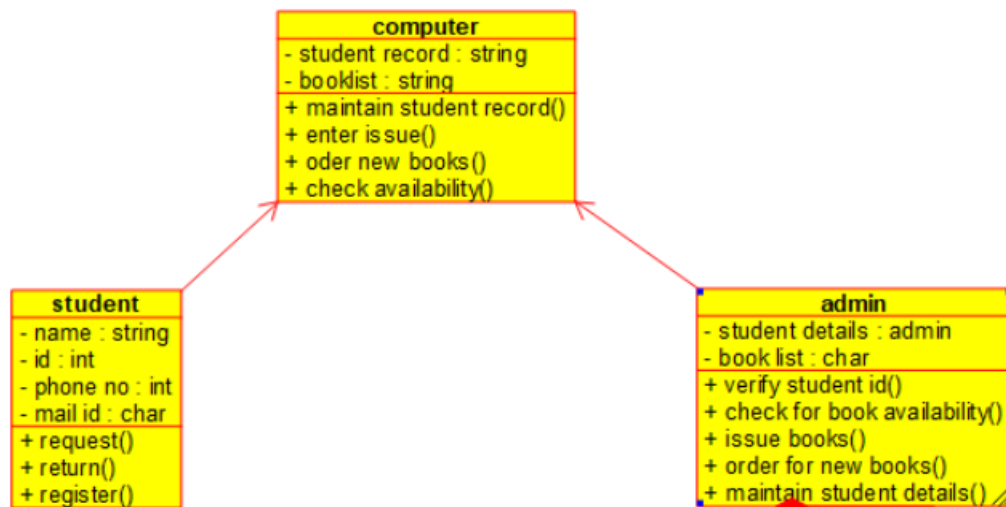 computer
- student record : string
- booklist : string
+ maintain student record()
+ enter issue()
+ oder new books()
+ check availability()
student
- name : string
- id : int
- phone no : int
- mail id : char
+ request()
+ return()
+ register()
admin
- student details : admin
- book list : char
+ verify student id()
+ check for book availability()
+ issue books()
+ order for new books()
+ maintain student details()